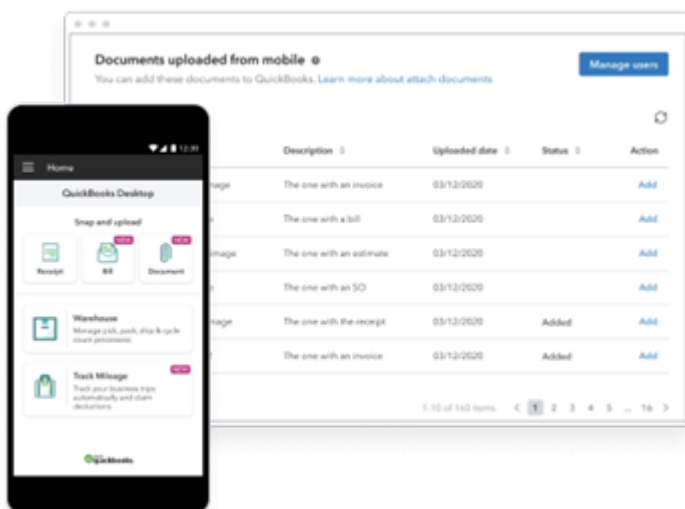 Documents uploaded from mobile
You can add these documents to QuickBooks. Learn more about attach documents
Manage users
Description Uploaded date Status Action
mage The one with an invoice 03/12/2020 Add
The one with a bill 03/12/2020 Add
image The one with an estimate 03/12/2020 Add
The one with an SO 03/12/2020 Add
mage The one with the receipt 03/12/2020 Added Add
The one with an invoice 03/12/2020 Added Add
1-10 of 160 items < 1 2 3 4 5 ... 16 >
12:30
Home
QuickBooks Desktop
Snap and upload
NEW NEW
Receipt Bill Document
Warehouse
Manage pick, pack, ship & cycle
count processes
NEW
Track Mileage
Track your business trips
automatically and claim
deductions.
quickbooks